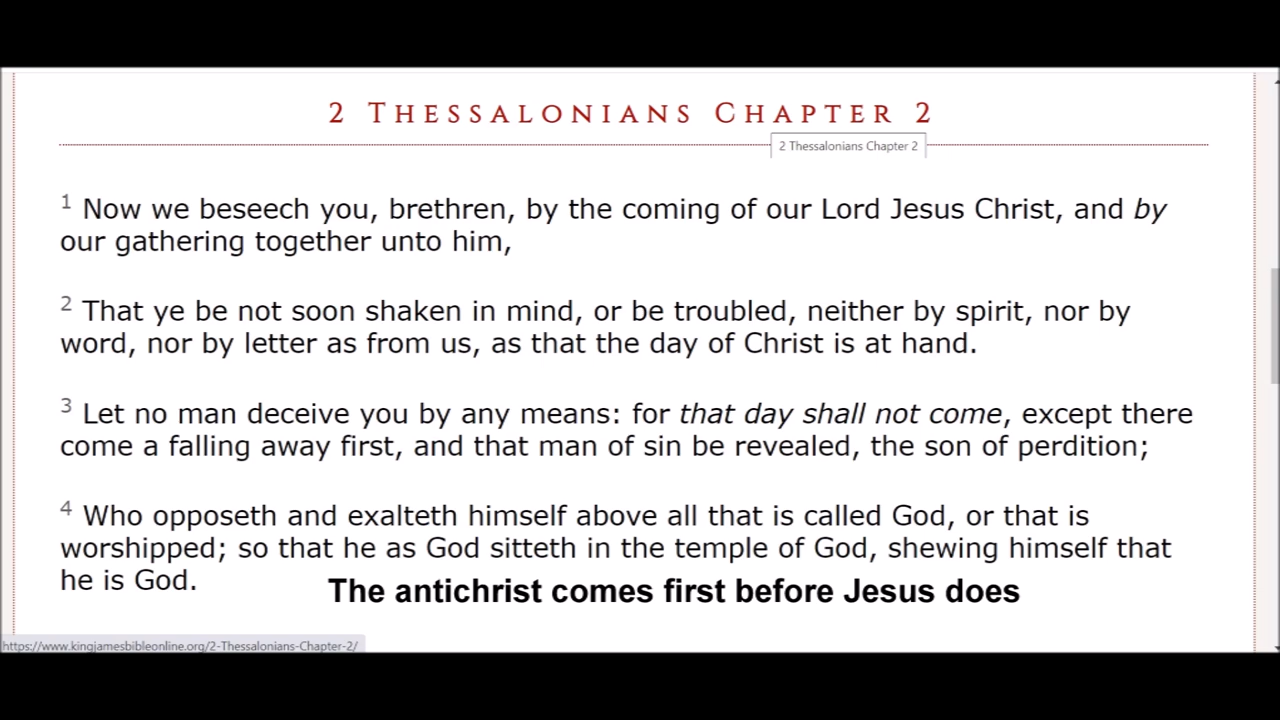 2 THESSALONIANS CHAPTER 2
2 Thessalonians Chapter 2
1 Now we beseech you, brethren, by the coming of our Lord Jesus Christ, and by
our gathering together unto him,
2 That ye be not soon shaken in mind, or be troubled, neither by spirit, nor by
word, nor by letter as from us, as that the day of Christ is at hand.
3 Let no man deceive you by any means: for that day shall not come, except there
come a falling away first, and that man of sin be revealed, the son of perdition;
4 Who opposeth and exalteth himself above all that is called God, or that is
worshipped; so that he as God sitteth in the temple of God, shewing himself that
he is God.
The antichrist comes first before Jesus does
https://www.kingjamesbibleonline.org/2-Thessalonians-Chapter-2/